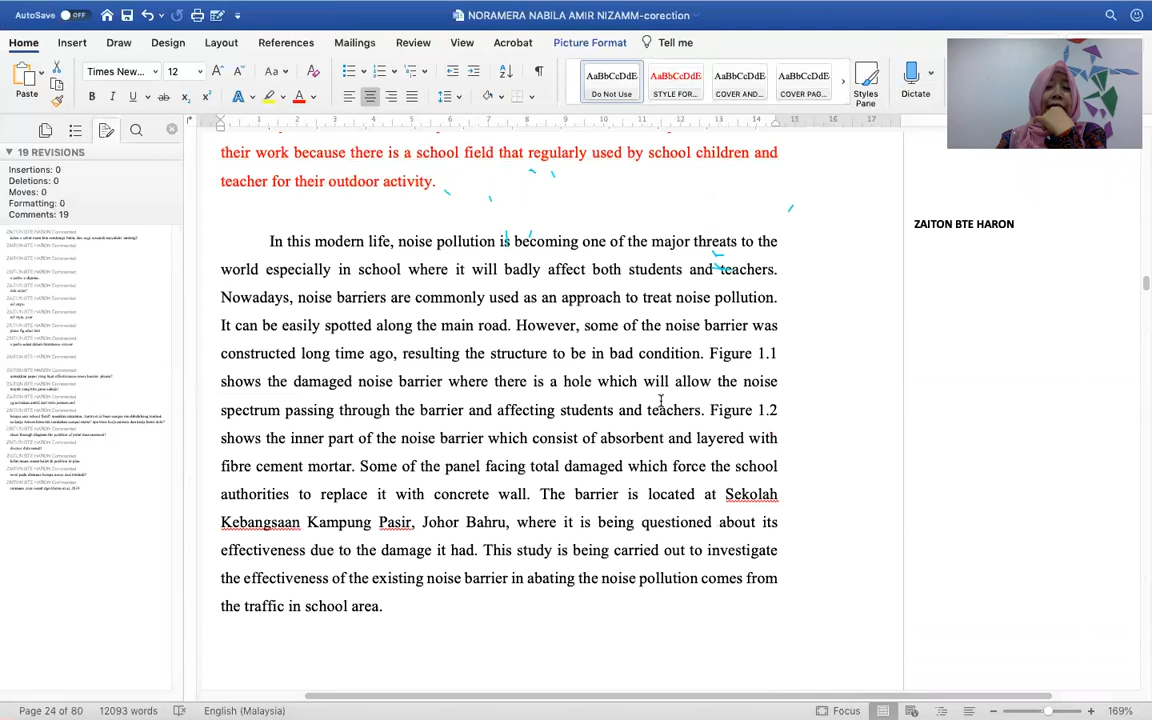 AutoSave OFF
NORAMERA NABILA AMIR NIZAMM-corection
Home Insert Draw Design Layout References Mailings Review View Acrobat Picture Format Tell me
Times New... 12 Aa
AaBbCcDdE AaBbCcDdE AaBbCcDdE AaBbCcDdE
Paste Do Not Use STYLE FOR... COVER AND... COVER PAG... Styles Pane Dictate
19 REVISIONS
Insertions: 0
Deletions: 0
Moves: 0
Formatting: 0
Comments: 19
their work because there is a school field that regularly used by school children and
teacher for their outdoor activity.
ZAITON BTE HARON
In this modern life, noise pollution is becoming one of the major threats to the
world especially in school where it will badly affect both students and teachers.
Nowadays, noise barriers are commonly used as an approach to treat noise pollution.
It can be easily spotted along the main road. However, some of the noise barrier was
constructed long time ago, resulting the structure to be in bad condition. Figure 1.1
shows the damaged noise barrier where there is a hole which will allow the noise
spectrum passing through the barrier and affecting students and teachers. Figure 1.2
shows the inner part of the noise barrier which consist of absorbent and layered with
fibre cement mortar. Some of the panel facing total damaged which force the school
authorities to replace it with concrete wall. The barrier is located at Sekolah
Kebangsaan Kampung Pasir, Johor Bahru, where it is being questioned about its
effectiveness due to the damage it had. This study is being carried out to investigate
the effectiveness of the existing noise barrier in abating the noise pollution comes from
the traffic in school area.
Page 24 of 80 12093 words English (Malaysia) Focus 169%